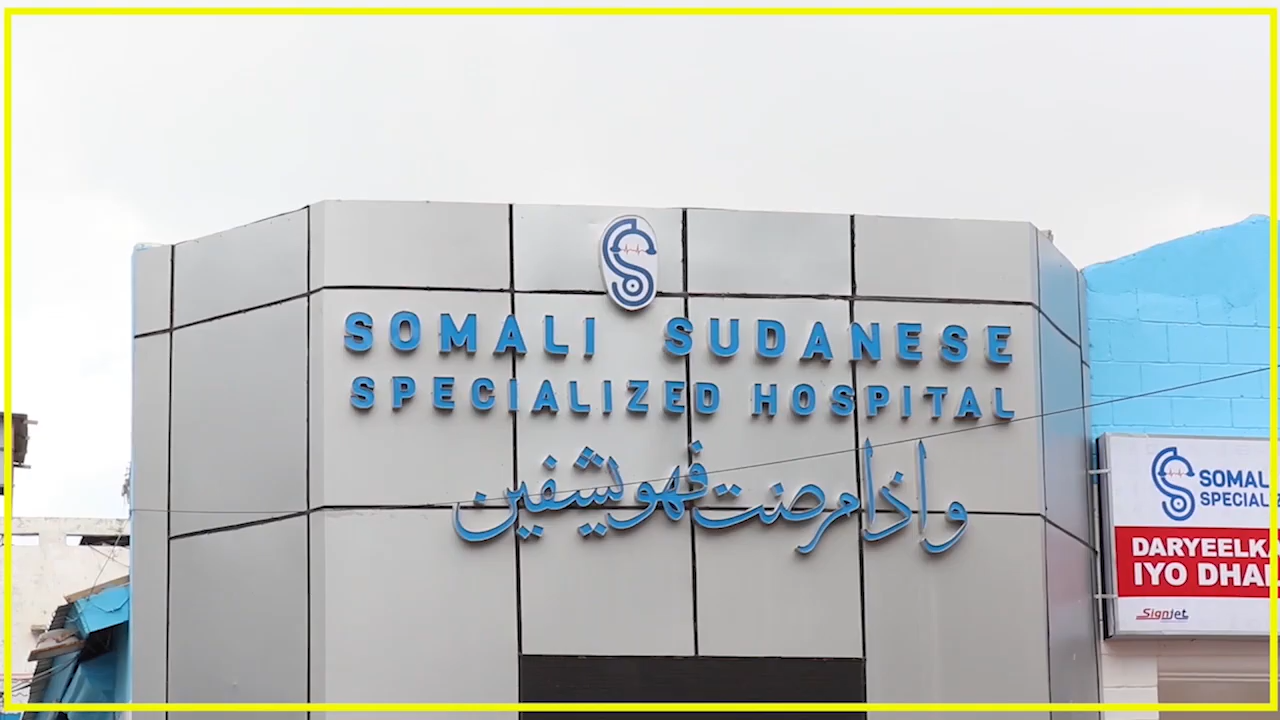 SOMALI SUDANESE
SPECIALIZED HOSPITAL
واذا مرضت فهو يشفين
SOMAL
SPECIAL
DARYEELKA
IYO DHA
Signjet